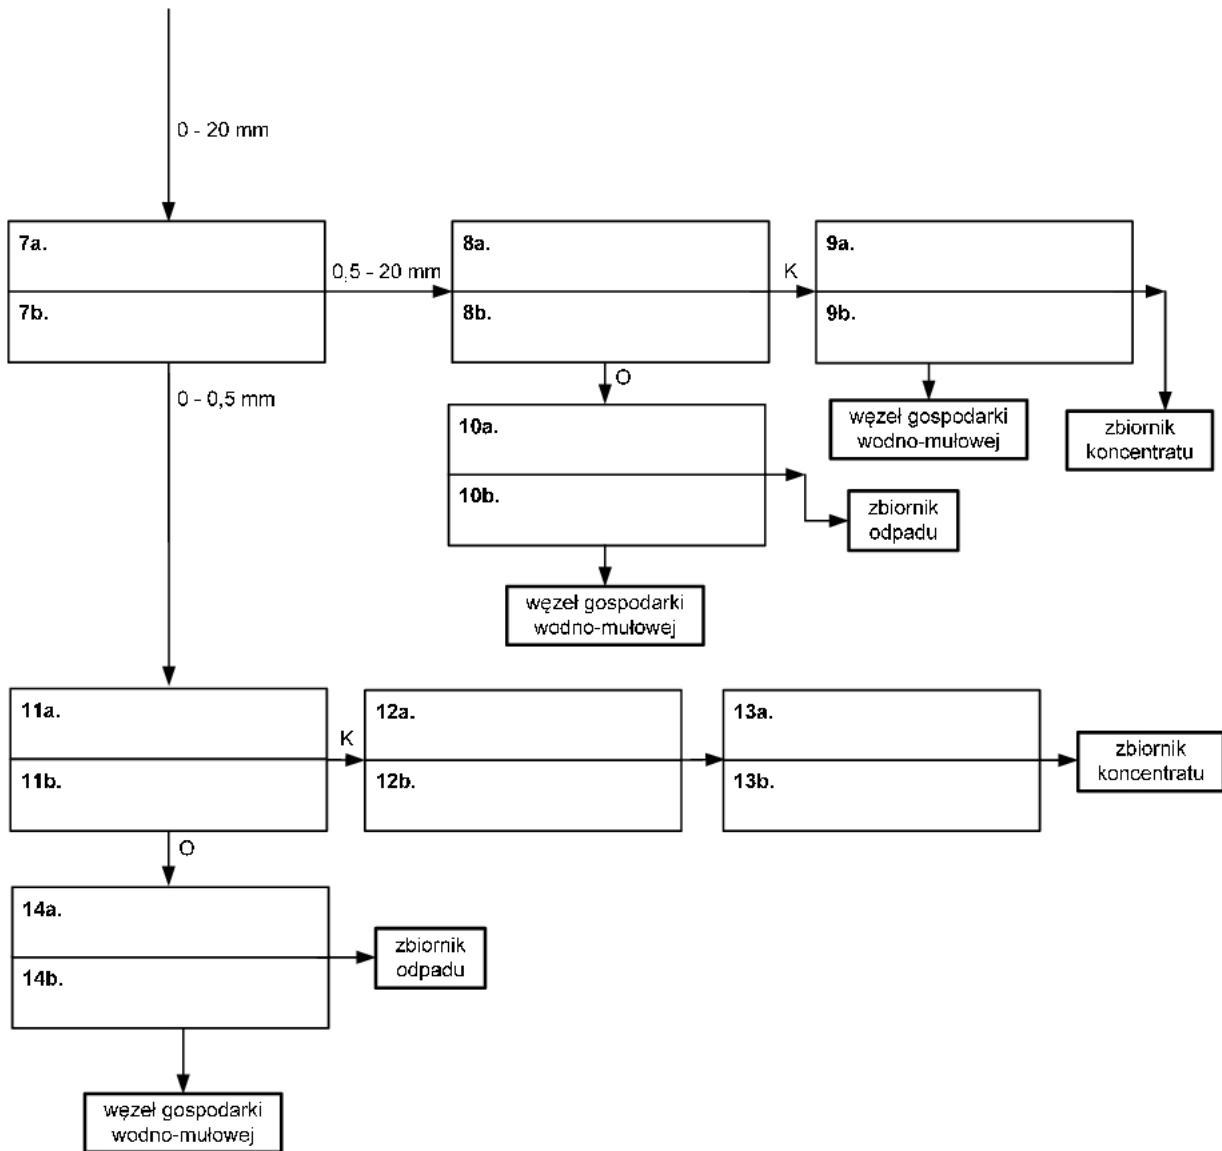 0 - 20 mm
7a.
7b.
0,5 - 20 mm
8a.
8b.
K
9a.
9b.
0 - 0,5 mm
O
10a.
10b.
węzeł gospodarki
wodno-mułowej
zbiornik
koncentratu
zbiornik
odpadu
węzeł gospodarki
wodno-mułowej
11a.
11b.
K
12a.
12b.
13a.
13b.
zbiornik
koncentratu
O
14a.
14b.
zbiornik
odpadu
węzeł gospodarki
wodno-mułowej